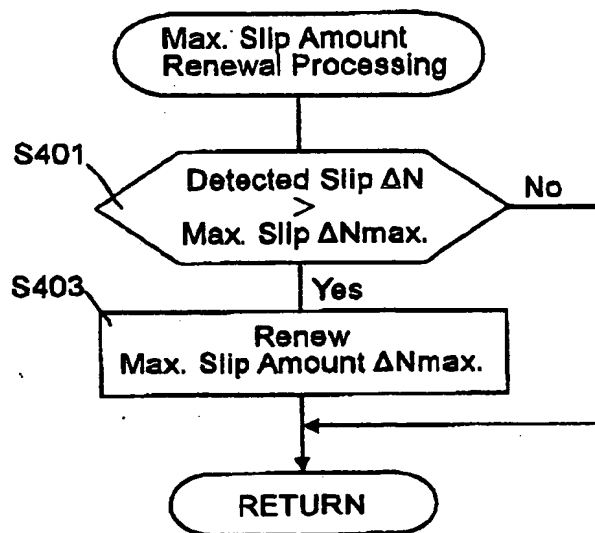 Max. Slip Amount
Renewal Processing
S401
Detected Slip ΔN
>
Max. Slip ΔNmax.
No
Yes
S403
Renew
Max. Slip Amount ΔNmax.
RETURN